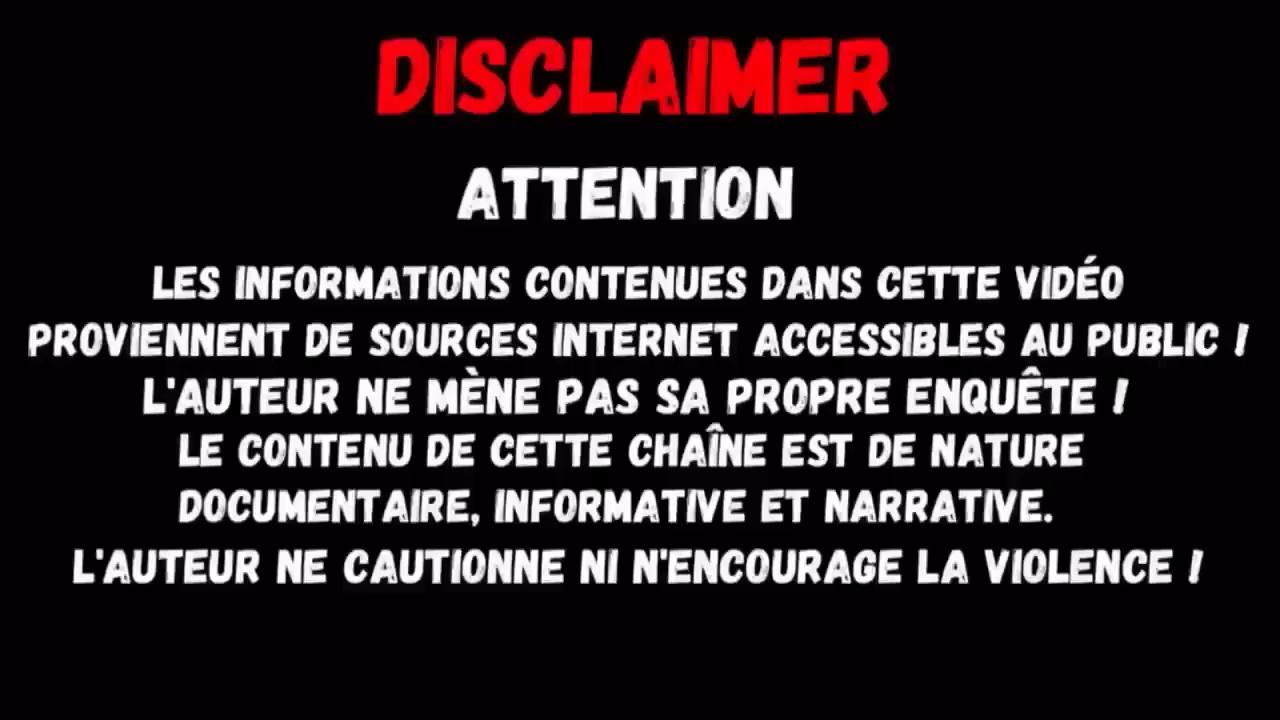 DISCLAIMER
ATTENTION
LES INFORMATIONS CONTENUES DANS CETTE VIDÉO
PROVIENNENT DE SOURCES INTERNET ACCESSIBLES AU PUBLIC !
L'AUTEUR NE MÈNE PAS SA PROPRE ENQUÊTE !
LE CONTENU DE CETTE CHAÎNE EST DE NATURE
DOCUMENTAIRE, INFORMATIVE ET NARRATIVE.
L'AUTEUR NE CAUTIONNE NI N'ENCOURAGE LA VIOLENCE !